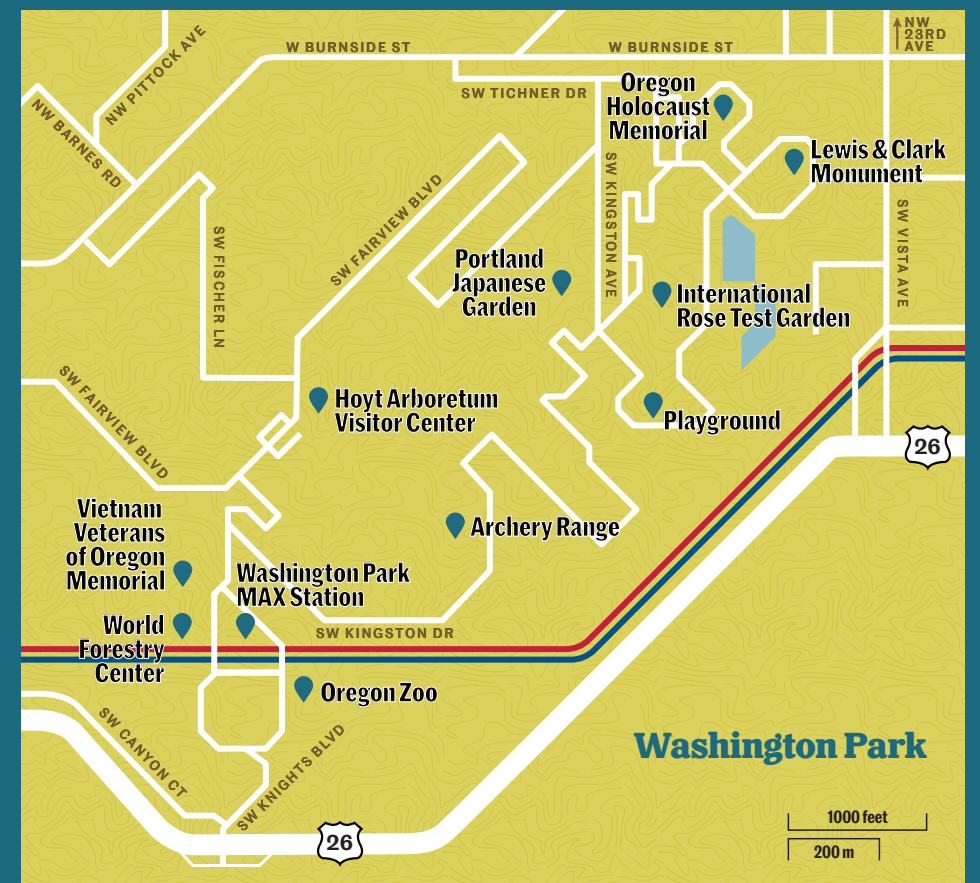 NW
23RD
AVE
W BURNSIDE ST
W BURNSIDE ST
NW PITTOCK AVE
NW BARNES RD
SW TICHNER DR
Oregon
Holocaust
Memorial
Lewis & Clark
Monument
SW KINGSTON AVE
SW VISTA AVE
SW FAIRVIEW BLVD
SW FISCHER LN
Portland
Japanese
Garden
International
Rose Test Garden
SW FAIRVIEW BLVD
Hoyt Arboretum
Visitor Center
Playground
26
Vietnam
Veterans
of Oregon
Memorial
Archery Range
Washington Park
MAX Station
World
Forestry
Center
SW KINGSTON DR
Oregon Zoo
SW CANYON CT
SW KNIGHTS BLVD
Washington Park
26
1000 feet
200 m